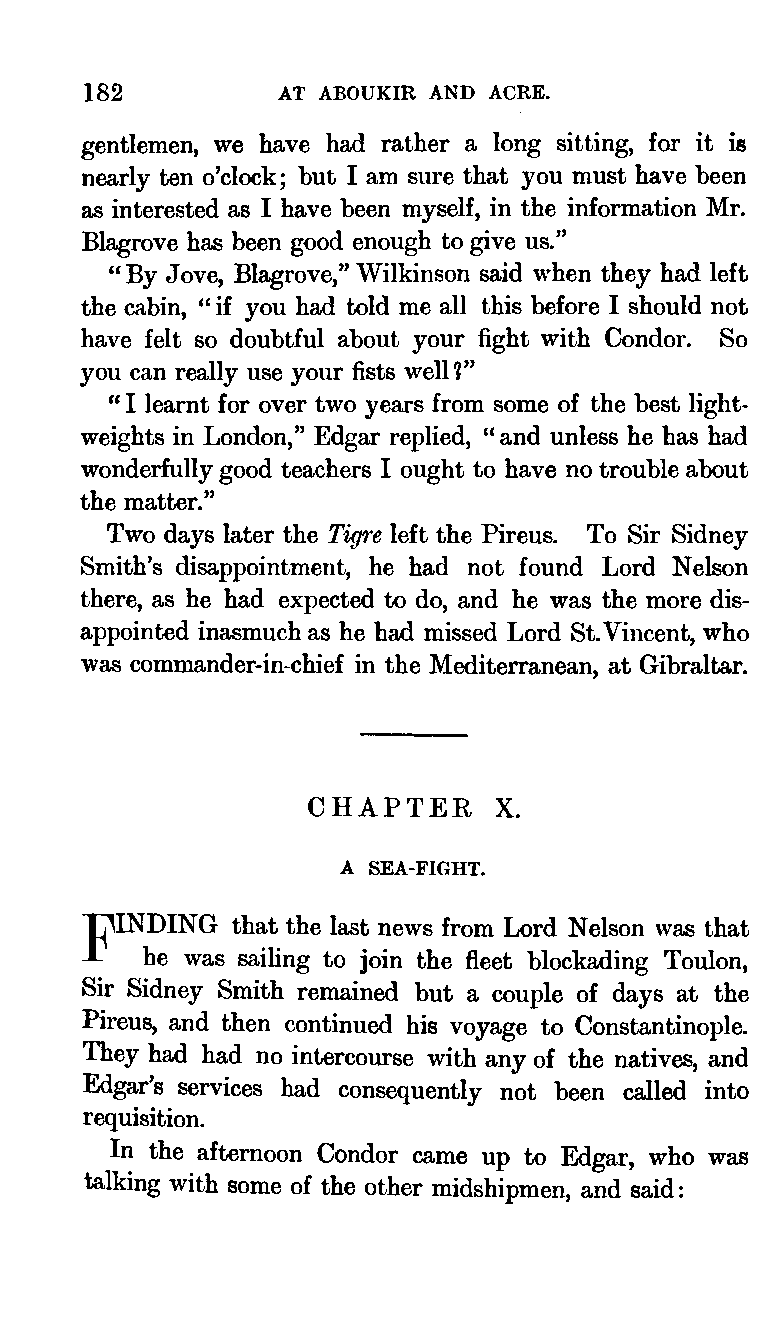 182 AT ABOUKIR AND ACRE.
gentlemen, we have had rather a long sitting, for it is
nearly ten o'clock; but I am sure that you must have been
as interested as I have been myself, in the information Mr.
Blagrove has been good enough to give us."
"By Jove, Blagrove," Wilkinson said when they had left
the cabin, "if you had told me all this before I should not
have felt so doubtful about your fight with Condor. So
you can really use your fists well?"
"I learnt for over two years from some of the best light-
weights in London," Edgar replied, "and unless he has had
wonderfully good teachers I ought to have no trouble about
the matter."
Two days later the Tigre left the Pireus. To Sir Sidney
Smith's disappointment, he had not found Lord Nelson
there, as he had expected to do, and he was the more dis-
appointed inasmuch as he had missed Lord St. Vincent, who
was commander-in-chief in the Mediterranean, at Gibraltar.
CHAPTER X.
A SEA-FIGHT.
FINDING that the last news from Lord Nelson was that
he was sailing to join the fleet blockading Toulon,
Sir Sidney Smith remained but a couple of days at the
Pireus, and then continued his voyage to Constantinople.
They had had no intercourse with any of the natives, and
Edgar's services had consequently not been called into
requisition.
In the afternoon Condor came up to Edgar, who was
talking with some of the other midshipmen, and said: